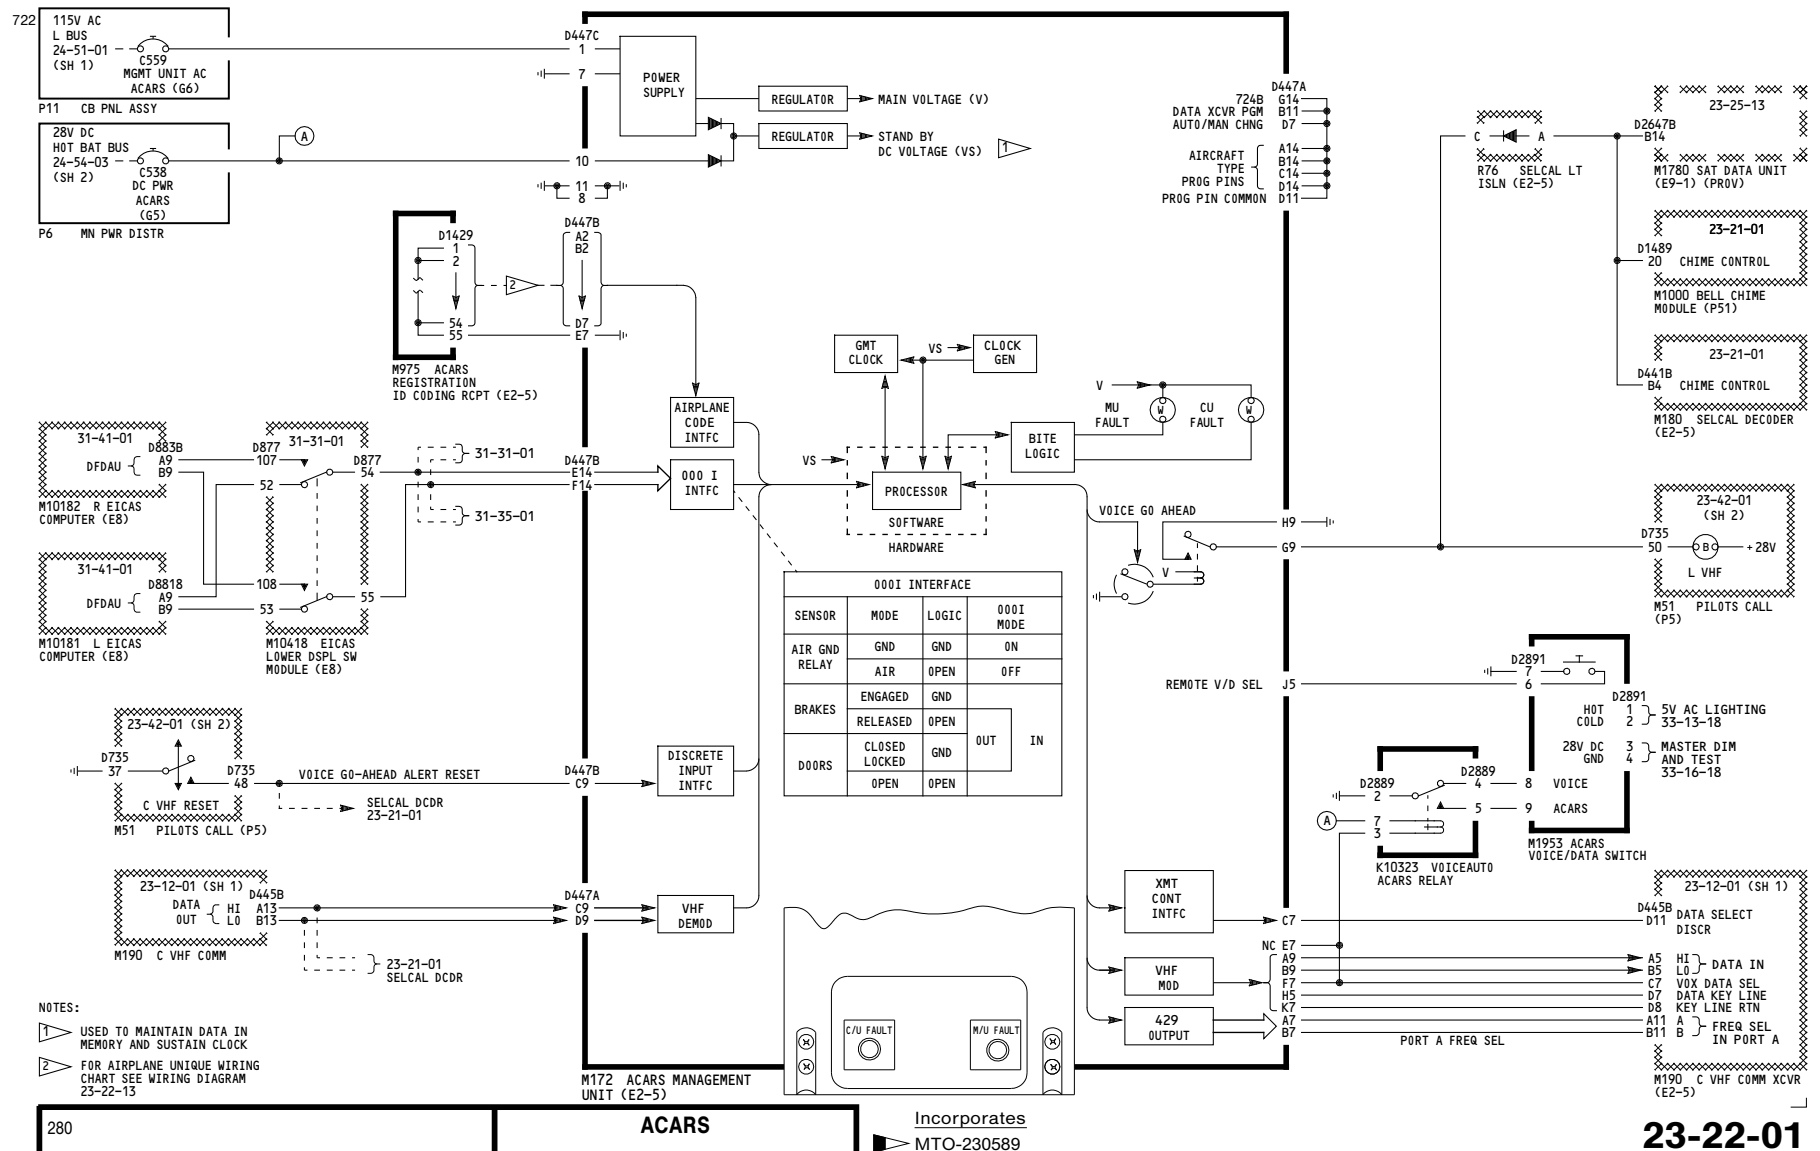 722
115V AC
L BUS
24-51-01
(SH 1)
C559
MGMT UNIT AC
ACARS (G6)
P11 CB PNL ASSY
28V DC
HOT BAT BUS
24-54-03
(SH 2)
C538
DC PWR
ACARS
(G5)
P6 MN PWR DISTR
A
D447C
1
7
10
11
8
POWER
SUPPLY
REGULATOR
MAIN VOLTAGE (V)
REGULATOR
STAND BY
DC VOLTAGE (VS)
1
D447A
724B G14
DATA XCVR PGM B11
AUTO/MAN CHNG D7
AIRCRAFT
TYPE
PROG PINS
A14
B14
C14
D14
PROG PIN COMMON D11
C A
R76 SELCAL LT
ISLN (E2-5)
23-25-13
D2647B
B14
M1780 SAT DATA UNIT
(E9-1) (PROV)
23-21-01
D1489
20 CHIME CONTROL
M1000 BELL CHIME
MODULE (P51)
23-21-01
D441B
B4 CHIME CONTROL
M180 SELCAL DECODER
(E2-5)
D1429
1
2
54
55
M975 ACARS
REGISTRATION
ID CODING RCPT (E2-5)
2
D447B
A2
B2
D7
E7
GMT
CLOCK
VS
CLOCK
GEN
V
MU
FAULT
W
CU
FAULT
W
BITE
LOGIC
AIRPLANE
CODE
INTFC
OOO I
INTFC
VS
PROCESSOR
SOFTWARE
HARDWARE
31-41-01
D883B
DFDAU
A9
B9
M10182 R EICAS
COMPUTER (E8)
31-41-01
D8818
DFDAU
A9
B9
M10181 L EICAS
COMPUTER (E8)
D877
31-31-01
D877
107
52
54
108
53
55
M10418 EICAS
LOWER DSPL SW
MODULE (E8)
31-31-01
31-35-01
D447B
E14
F14
VOICE GO AHEAD
V
H9
G9
23-42-01
(SH 2)
D735
50 B +28V
L VHF
M51 PILOTS CALL
(P5)
OOOI INTERFACE
SENSOR MODE LOGIC OOOI
MODE
AIR GND
RELAY
GND GND ON
AIR OPEN OFF
BRAKES
ENGAGED GND
RELEASED OPEN
OUT IN
DOORS
CLOSED
LOCKED
GND
OPEN OPEN
REMOTE V/D SEL J5
D2891
7
6
D2891
HOT 1
COLD 2
5V AC LIGHTING
33-13-18
28V DC 3
GND 4
MASTER DIM
AND TEST
33-16-18
8 VOICE
9 ACARS
M1953 ACARS
VOICE/DATA SWITCH
D2889
2
D2889
4
5
A
7
3
K10323 VOICEAUTO
ACARS RELAY
23-42-01 (SH 2)
D735
37
D735
48
C VHF RESET
M51 PILOTS CALL (P5)
VOICE GO-AHEAD ALERT RESET
SELCAL DCDR
23-21-01
D447B
C9
DISCRETE
INPUT
INTFC
23-12-01 (SH 1)
D445B
DATA
OUT
HI A13
LO B13
M190 C VHF COMM
23-21-01
SELCAL DCDR
D447A
C9
D9
VHF
DEMOD
XMT
CONT
INTFC
C7
NC E7
VHF
MOD
A9
B9
F7
H5
K7
429
OUTPUT
A7
B7
PORT A FREQ SEL
23-12-01 (SH 1)
D445B
D11 DATA SELECT
DISCR
A5 HI
B5 LO
DATA IN
C7 VOX DATA SEL
D7 DATA KEY LINE
D8 KEY LINE RTN
A11 A
B11 B
FREQ SEL
IN PORT A
M190 C VHF COMM XCVR
(E2-5)
C/U FAULT
M/U FAULT
M172 ACARS MANAGEMENT
UNIT (E2-5)
NOTES:
1 USED TO MAINTAIN DATA IN
MEMORY AND SUSTAIN CLOCK
2 FOR AIRPLANE UNIQUE WIRING
CHART SEE WIRING DIAGRAM
23-22-13
280
ACARS
Incorporates
MTO-230589
23-22-01